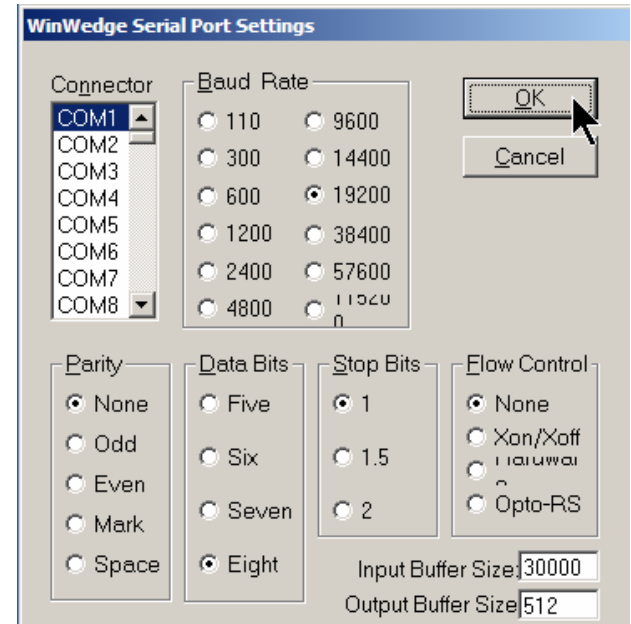 WinWedge Serial Port Settings
Connector
COM1
COM2
COM3
COM4
COM5
COM6
COM7
COM8
Baud Rate
110
300
600
1200
2400
4800
9600
14400
19200
38400
57600
OK
Cancel
Parity
None
Odd
Even
Mark
Space
Data Bits
Five
Six
Seven
Eight
Stop Bits
1
1.5
2
Flow Control
None
Xon/Xoff
Opto-RS
Input Buffer Size: 30000
Output Buffer Size 512